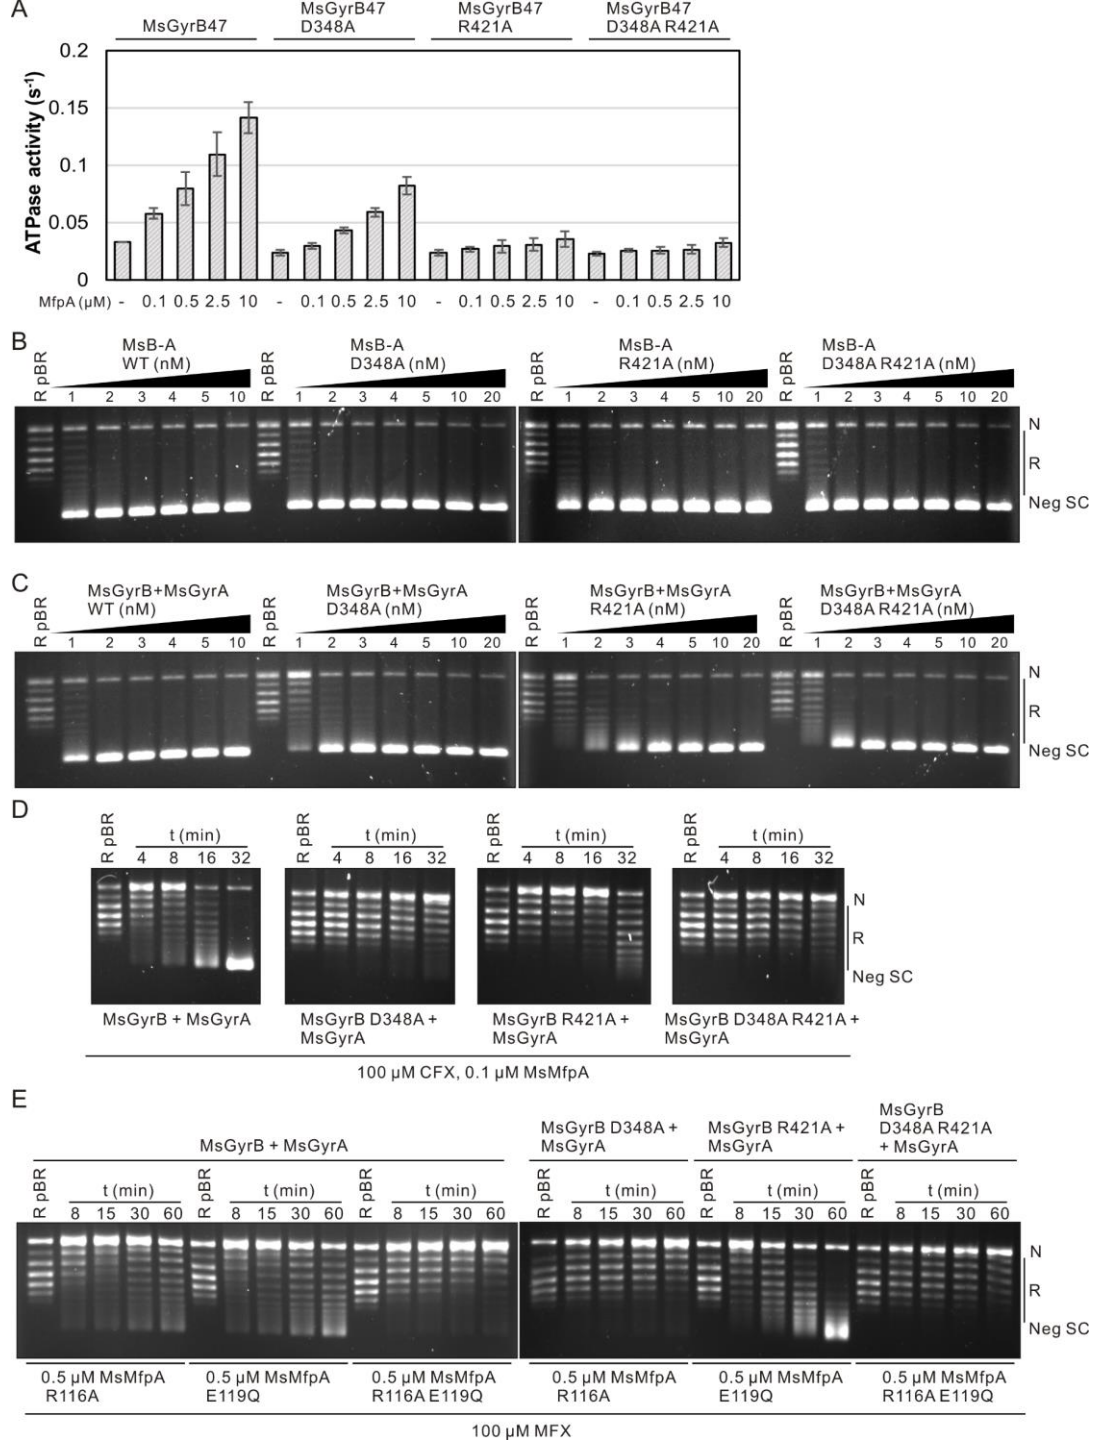 A
MsGyrB47
MsGyrB47
D348A
MsGyrB47
R421A
MsGyrB47
D348A R421A
ATPase activity (s-1)
0.2
0.15
0.1
0.05
0
MfpA (µM) - 0.1 0.5 2.5 10 - 0.1 0.5 2.5 10 - 0.1 0.5 2.5 10 - 0.1 0.5 2.5 10
B
R pBR
MsB-A
WT (nM)
1 2 3 4 5 10
R pBR
MsB-A
D348A (nM)
1 2 3 4 5 10 20
R pBR
MsB-A
R421A (nM)
1 2 3 4 5 10 20
R pBR
MsB-A
D348A R421A (nM)
1 2 3 4 5 10 20
N
R
Neg SC
C
R pBR
MsGyrB+MsGyrA
WT (nM)
1 2 3 4 5 10
R pBR
MsGyrB+MsGyrA
D348A (nM)
1 2 3 4 5 10 20
R pBR
MsGyrB+MsGyrA
R421A (nM)
1 2 3 4 5 10 20
R pBR
MsGyrB+MsGyrA
D348A R421A (nM)
1 2 3 4 5 10 20
N
R
Neg SC
D
R pBR
t (min)
4 8 16 32
R pBR
t (min)
4 8 16 32
R pBR
t (min)
4 8 16 32
R pBR
t (min)
4 8 16 32
N
R
Neg SC
MsGyrB + MsGyrA
MsGyrB D348A +
MsGyrA
MsGyrB R421A +
MsGyrA
MsGyrB D348A R421A +
MsGyrA
100 µM CFX, 0.1 µM MsMfpA
E
MsGyrB + MsGyrA
MsGyrB D348A +
MsGyrA
MsGyrB R421A +
MsGyrA
MsGyrB
D348A R421A
+ MsGyrA
R pBR
t (min)
8 15 30 60
R pBR
t (min)
8 15 30 60
R pBR
t (min)
8 15 30 60
R pBR
t (min)
8 15 30 60
R pBR
t (min)
8 15 30 60
R pBR
t (min)
8 15 30 60
N
R
Neg SC
0.5 µM MsMfpA
R116A
0.5 µM MsMfpA
E119Q
0.5 µM MsMfpA
R116A E119Q
0.5 µM MsMfpA
R116A
0.5 µM MsMfpA
E119Q
0.5 µM MsMfpA
R116A E119Q
100 µM MFX